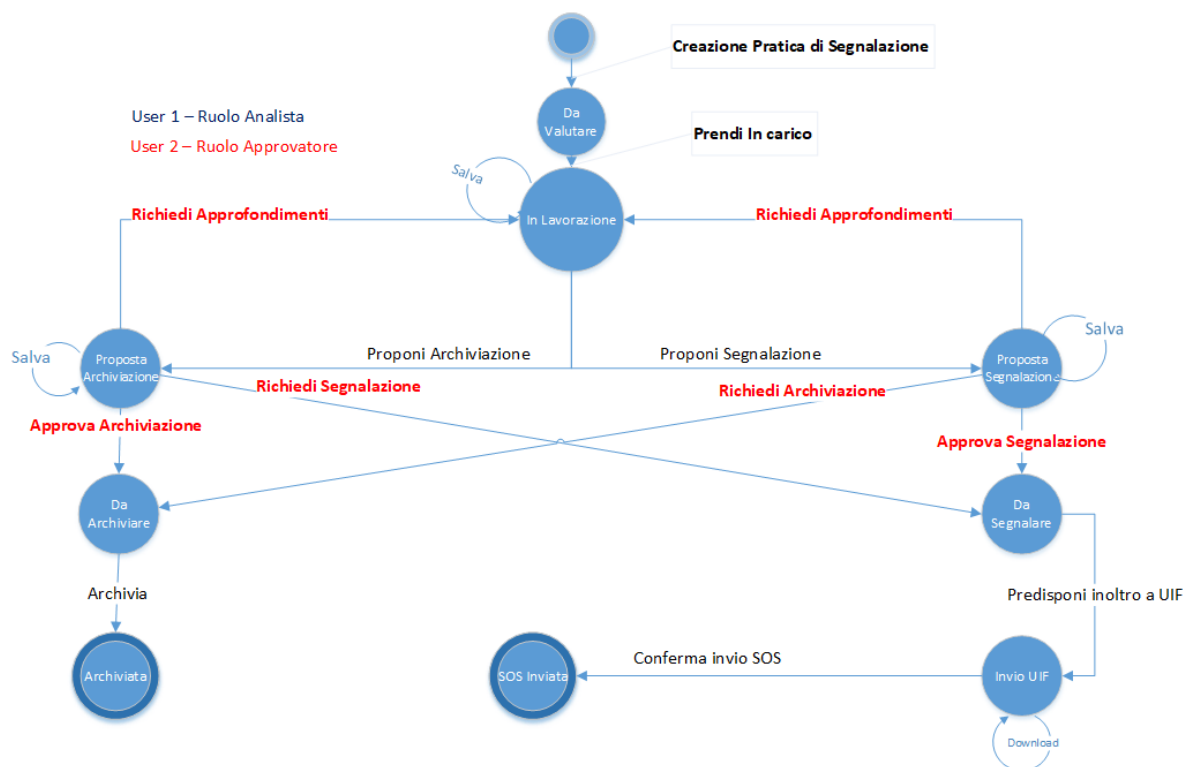 Creazione Pratica di Segnalazione
Da
Valutare
User 1 – Ruolo Analista
User 2 – Ruolo Approvatore
Prendi In carico
Salva
In Lavorazione
Richiedi Approfondimenti
Richiedi Approfondimenti
Salva
Proposta
Archiviazione
Proponi Archiviazione
Proponi Segnalazione
Proposta
Segnalazione
Salva
Richiedi Segnalazione
Richiedi Archiviazione
Approva Archiviazione
Approva Segnalazione
Da
Archiviare
Da
Segnalare
Archivia
Predisponi inoltro a UIF
Archiviata
SOS Inviata
Conferma invio SOS
Invio UIF
Download